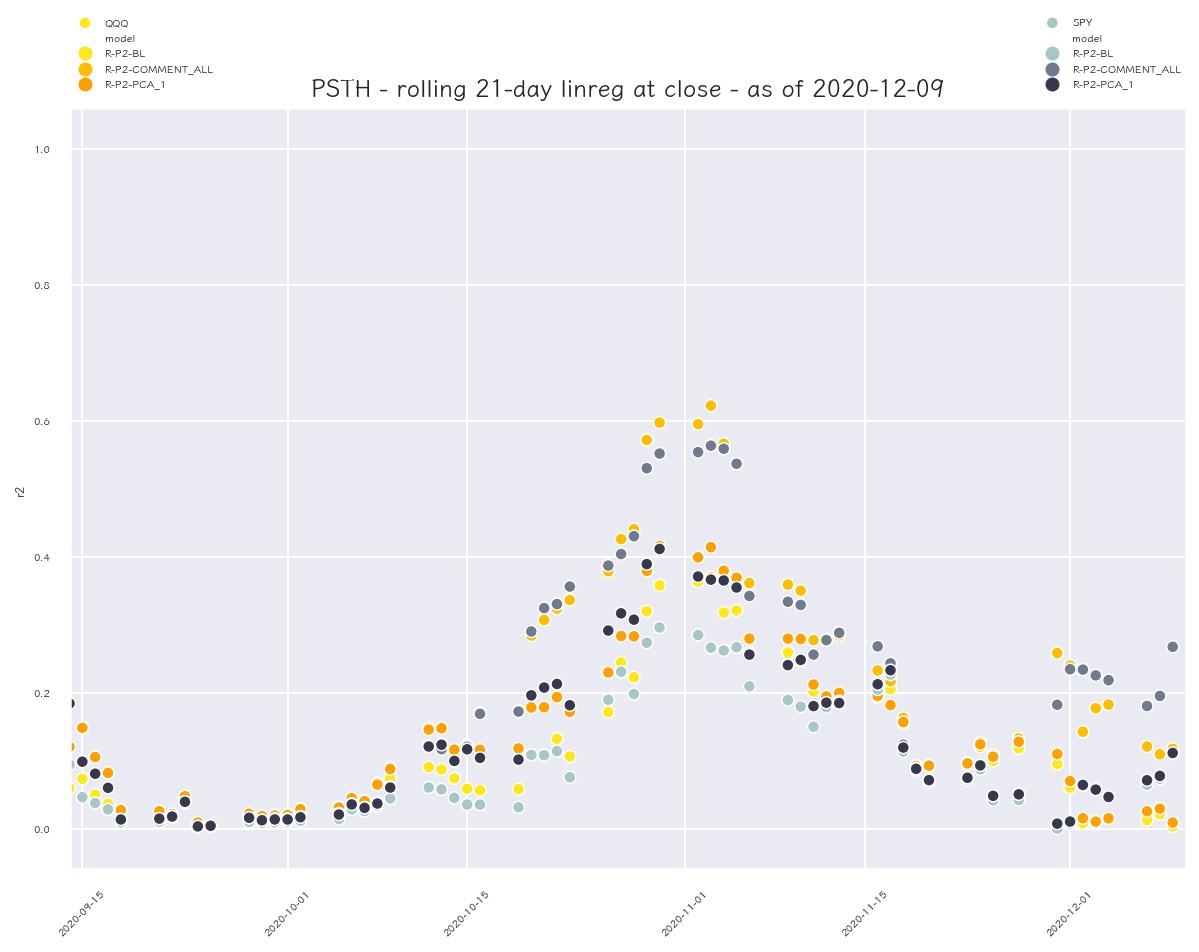 QQQ
model
R-P2-BL
R-P2-COMMENT_ALL
R-P2-PCA_1
SPY
model
R-P2-BL
R-P2-COMMENT_ALL
R-P2-PCA_1
PSTH - rolling 21-day linreg at close - as of 2020-12-09
1.0
0.8
0.6
0.4
0.2
0.0
r2
2020-09-15
2020-10-01
2020-10-15
2020-11-01
2020-11-15
2020-12-01